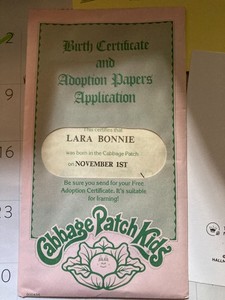 Birth Certificate
and
Adoption Papers
Application
This certifies that
LARA BONNIE
was born in the Cabbage Patch
on NOVEMBER 1ST
Be sure you send for your Free
Adoption Certificate. It's suitable
for framing!
Cabbage Patch Kids
2
9
16
23
30